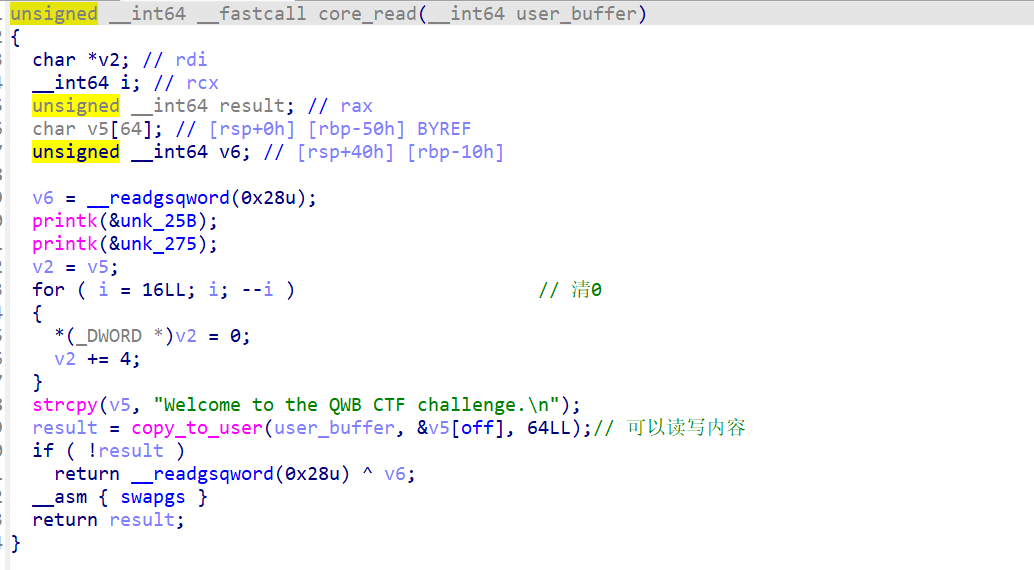 unsigned __int64 __fastcall core_read(__int64 user_buffer)
{
  char *v2; // rdi
  __int64 i; // rcx
  unsigned __int64 result; // rax
  char v5[64]; // [rsp+0h] [rbp-50h] BYREF
  unsigned __int64 v6; // [rsp+40h] [rbp-10h]

  v6 = __readgsqword(0x28u);
  printk(&unk_25B);
  printk(&unk_275);
  v2 = v5;
  for ( i = 16LL; i; --i )                      // 清0
  {
    *(_DWORD *)v2 = 0;
    v2 += 4;
  }
  strcpy(v5, "Welcome to the QWB CTF challenge.\n");
  result = copy_to_user(user_buffer, &v5[off], 64LL);// 可以读写内容
  if ( !result )
    return __readgsqword(0x28u) ^ v6;
  __asm { swapgs }
  return result;
}